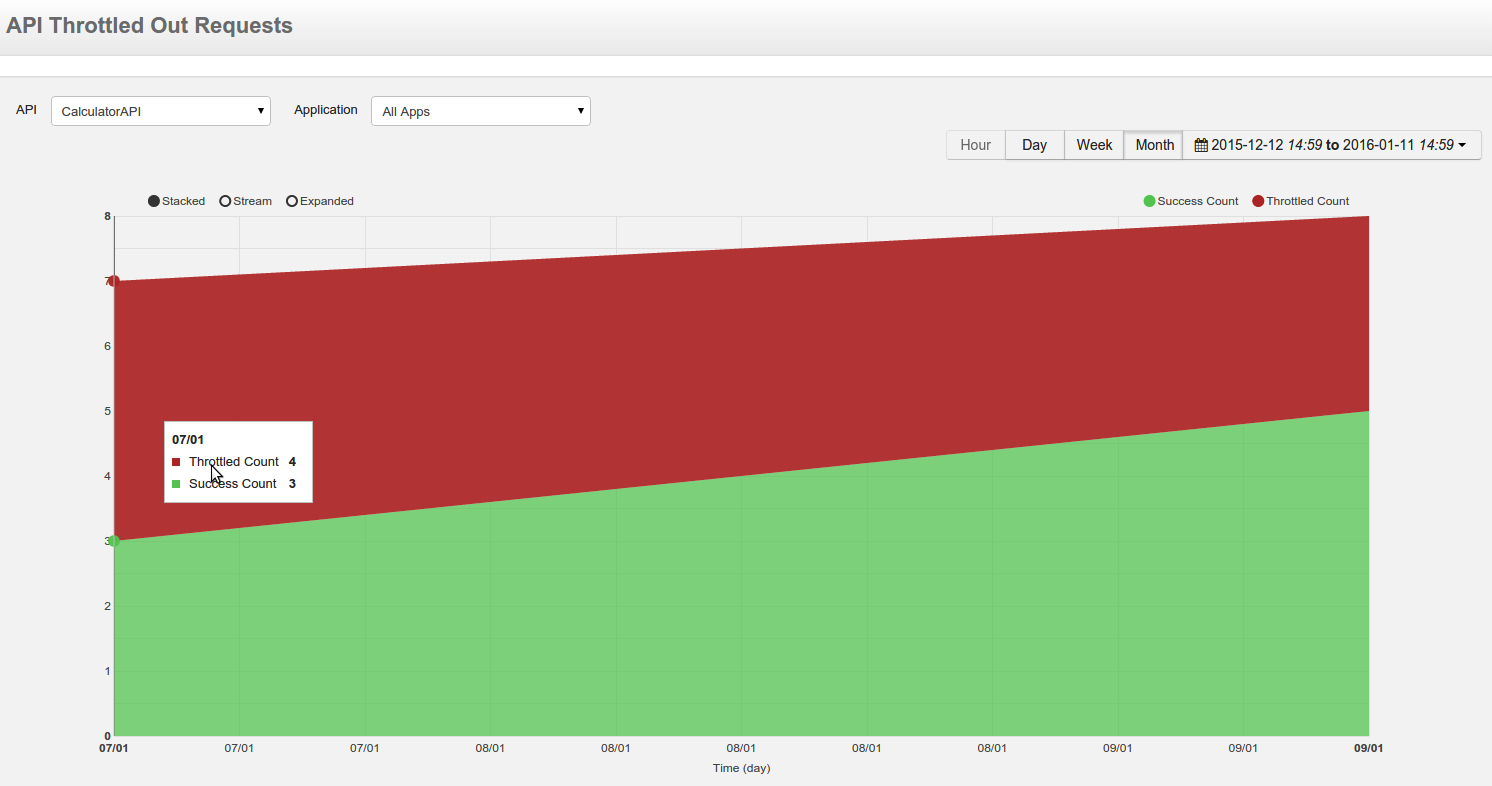 API Throttled Out Requests
API CalculatorAPI Application All Apps
Hour Day Week Month 2015-12-12 14:59 to 2016-01-11 14:59
Stacked Stream Expanded Success Count Throttled Count
8
7
6
5
07/01
Throttled Count 4
4
Success Count 3
3
2
1
0
07/01 07/01 07/01 08/01 08/01 08/01 08/01 08/01 09/01 09/01 09/01
Time (day)